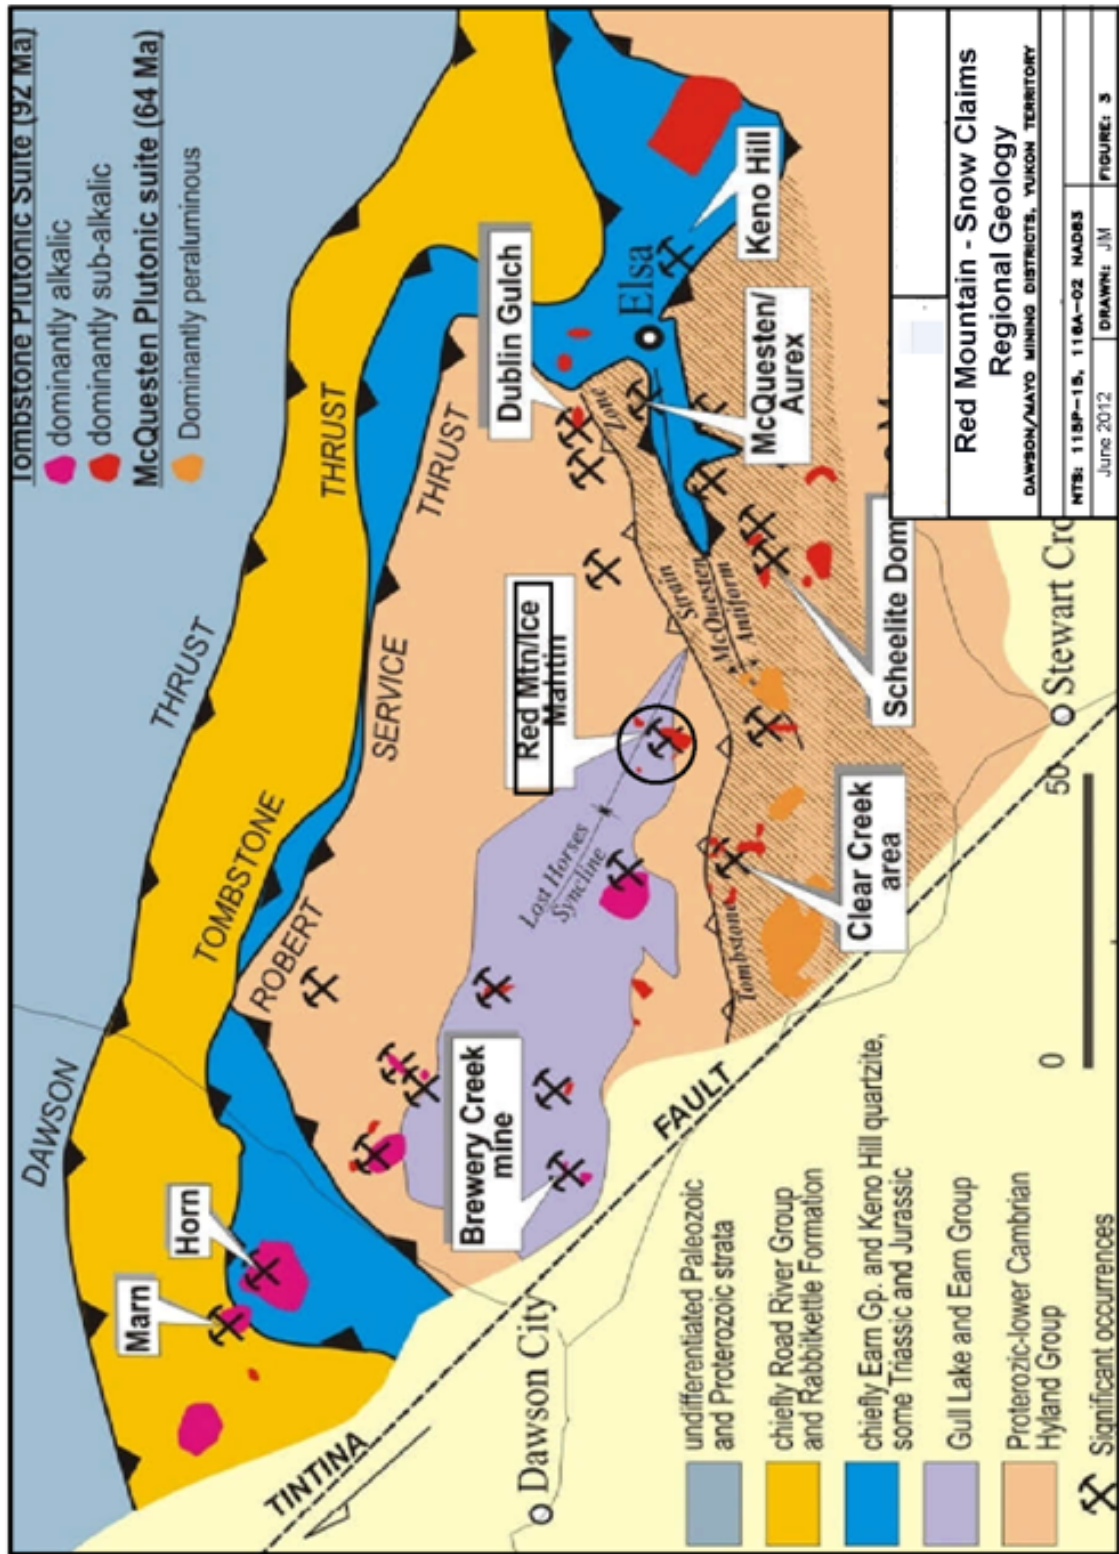 Tombstone Plutonic Suite (92 Ma)
dominantly alkalic
dominantly sub-alkalic
McQuesten Plutonic suite (64 Ma)
Dominantly peraluminous
DAWSON
THRUST
TOMBSTONE
THRUST
ROBERT
SERVICE
THRUST
Marn
Horn
Brewery Creek
mine
Red Mtn/Ice
Mahtin
Dublin Gulch
Elsa
Keno Hill
McQuesten/
Aurex
Scheelite Dom
Clear Creek
area
Lost Horses
Syncline
Tombstone
Strain
Zone
McQuesten
Antiform
TINTINA
FAULT
Dawson City
Stewart Cro
0
50
undifferentiated Paleozoic
and Proterozoic strata
chiefly Road River Group
and Rabbitkettle Formation
chiefly Earn Gp. and Keno Hill quartzite,
some Triassic and Jurassic
Gull Lake and Earn Group
Proterozic-lower Cambrian
Hyland Group
Significant occurrences
Red Mountain - Snow Claims
Regional Geology
DAWSON/MAYO MINING DISTRICTS, YUKON TERRITORY
NTS: 115P-15, 116A-02 NAD83
June 2012
DRAWN: JM
FIGURE: 3